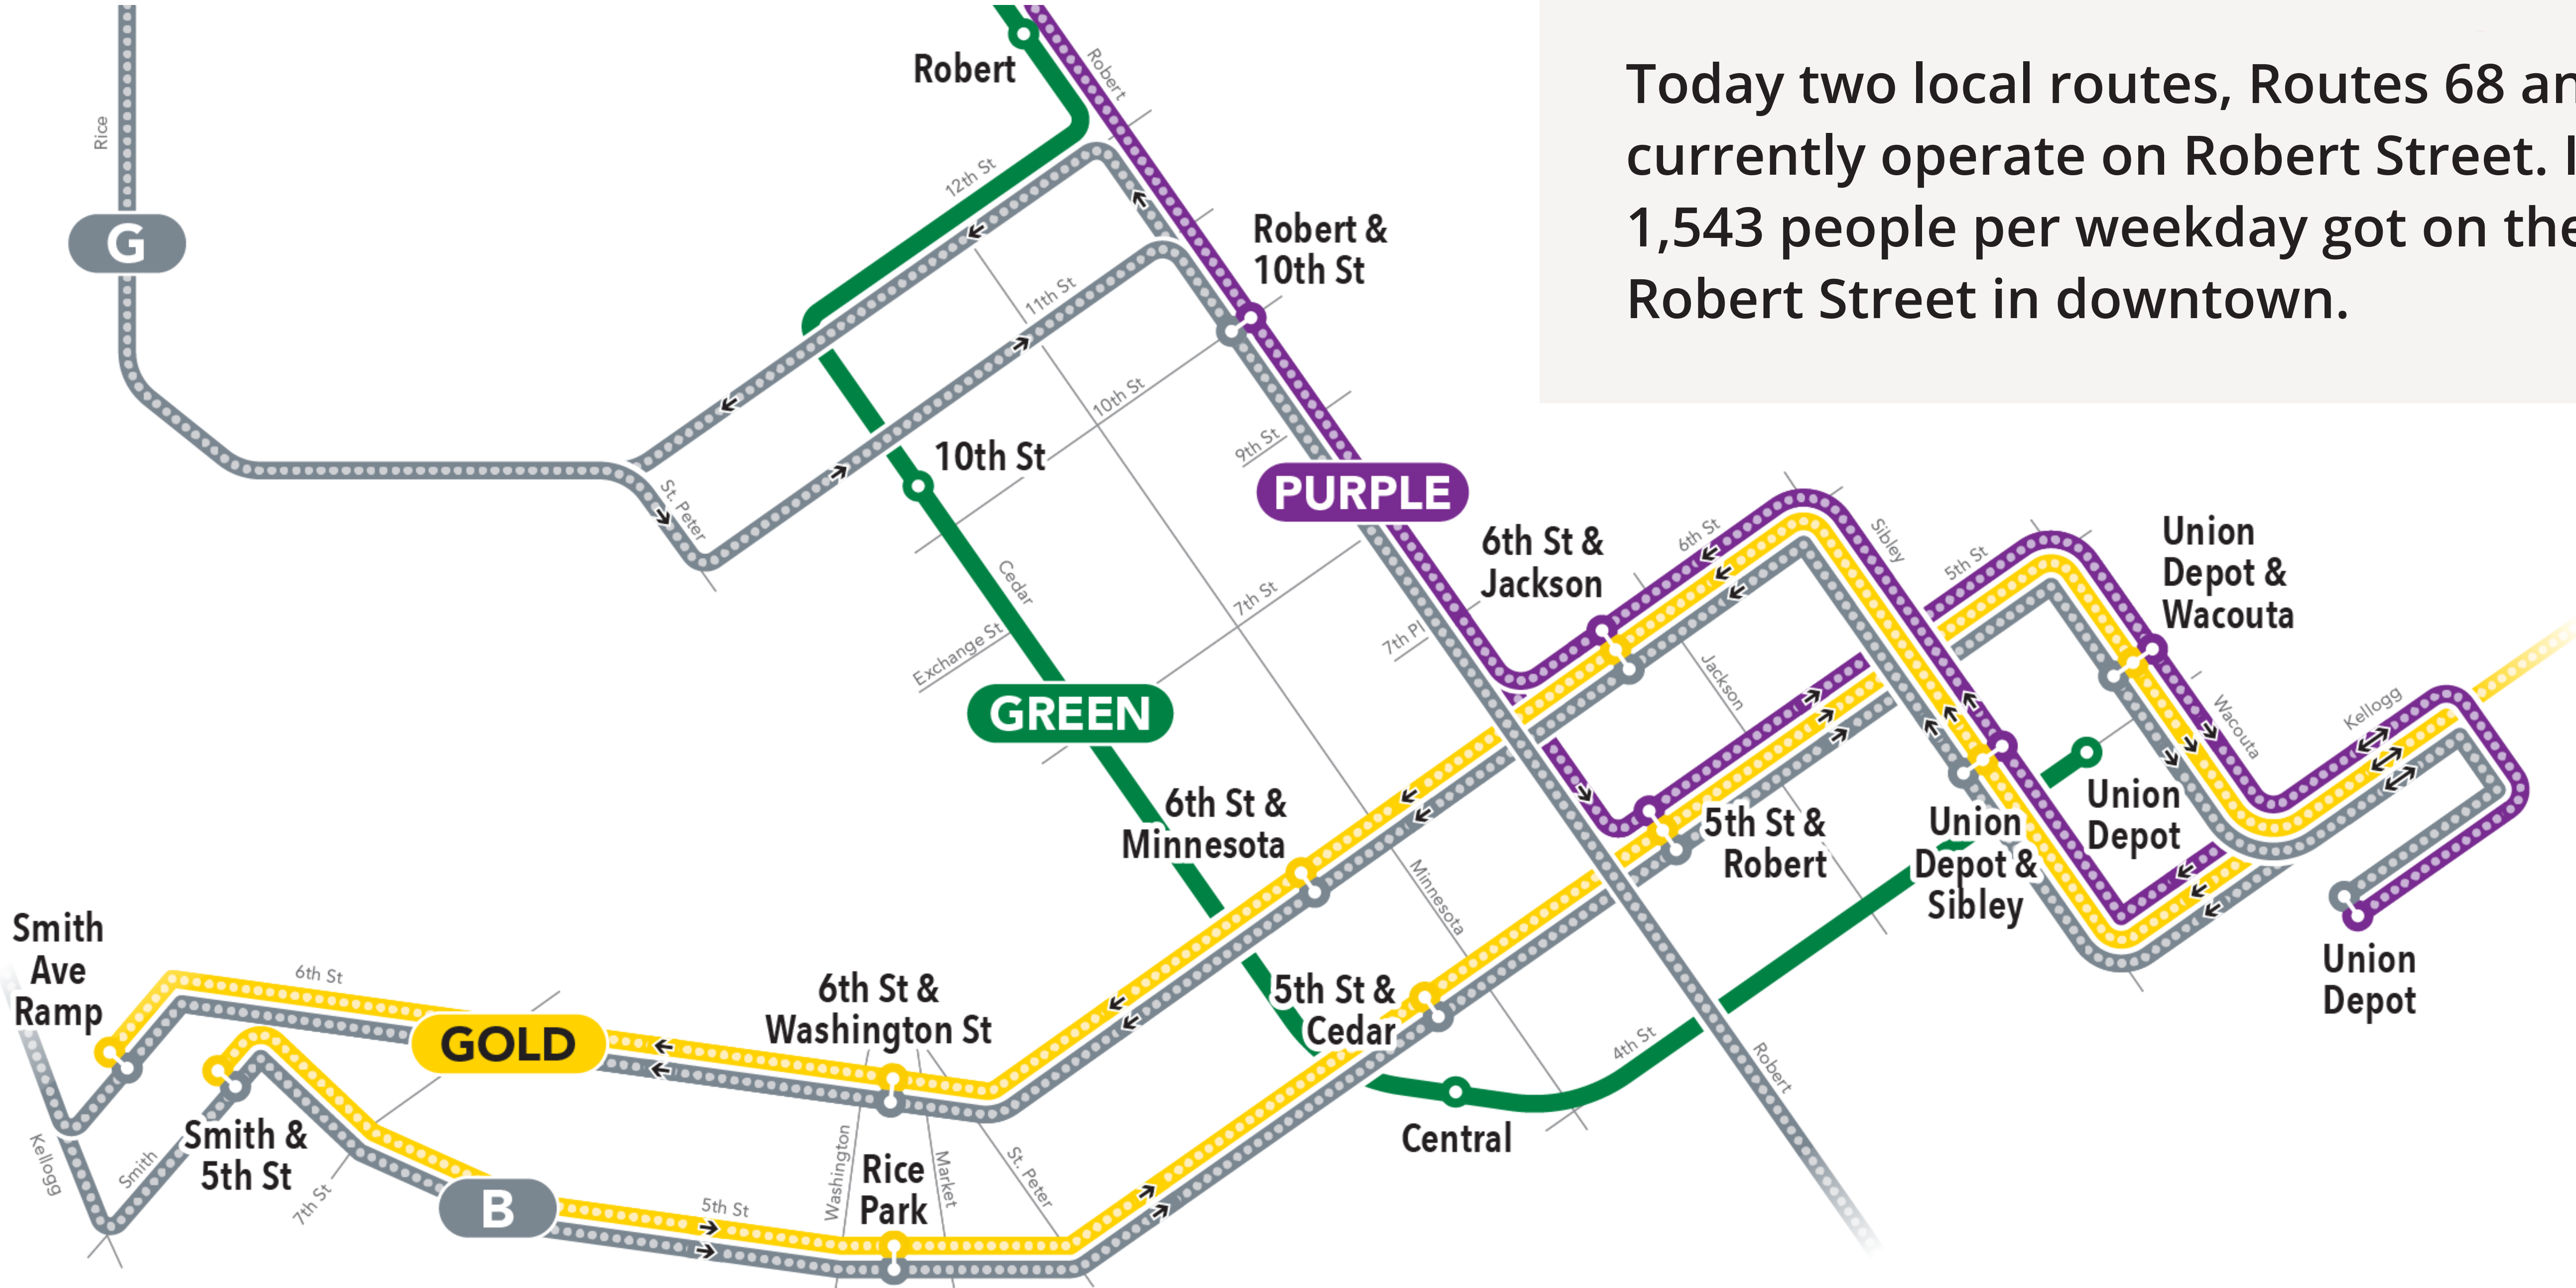 Today two local routes, Routes 68 an
currently operate on Robert Street. I
1,543 people per weekday got on the
Robert Street in downtown.
Robert
Robert
Rice
12th St
G
Robert &
10th St
11th St
10th St
9th St
10th St
St. Peter
PURPLE
6th St &
Jackson
6th St
Sibley
5th St
Union
Depot &
Wacouta
Cedar
7th St
Exchange St
7th Pl
Jackson
Wacouta
Kellogg
GREEN
6th St &
Minnesota
5th St &
Robert
Union
Depot &
Sibley
Union
Depot
Minnesota
Smith
Ave
Ramp
6th St
GOLD
6th St &
Washington St
5th St &
Cedar
Union
Depot
4th St
Robert
Central
Kellogg
Smith
Smith &
5th St
7th St
B
5th St
Washington
Rice
Park
Market
St. Peter